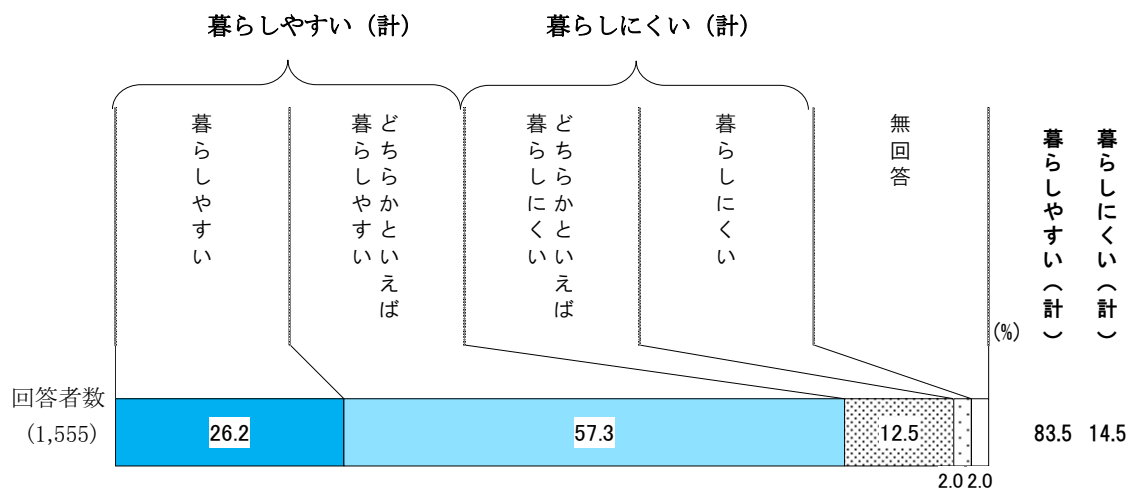 暮らしやすい（計）
暮らしにくい（計）
暮らしやすい
どちらかといえば
暮らしやすい
どちらかといえば
暮らしにくい
暮らしにくい
無回答
(%)
暮らしやすい（計）
暮らしにくい（計）
回答者数
(1,555)
26.2
57.3
12.5
2.0
2.0
83.5
14.5